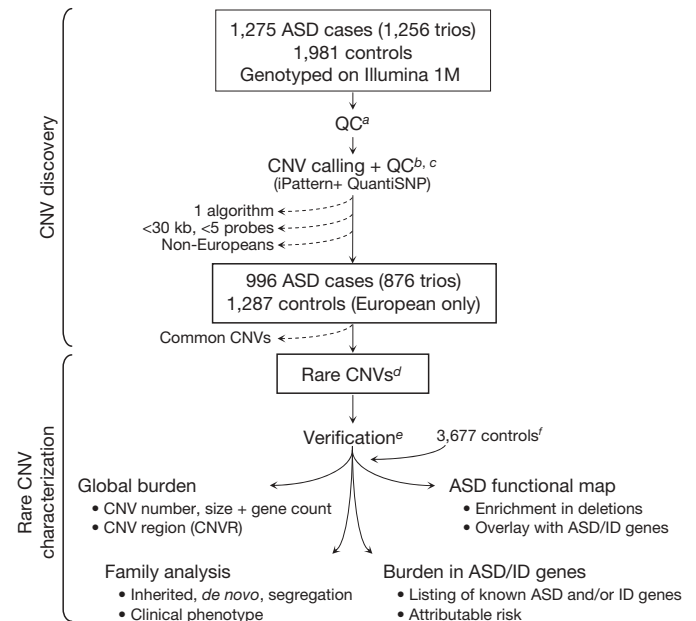 1,275 ASD cases (1,256 trios)
1,981 controls
Genotyped on Illumina 1M
QCa
CNV calling + QCb, c
(iPattern+ QuantiSNP)
1 algorithm
<30 kb, <5 probes
Non-Europeans
996 ASD cases (876 trios)
1,287 controls (European only)
Common CNVs
CNV discovery
Rare CNVsd
Verificatione
3,677 controlsf
Rare CNV
characterization
Global burden
• CNV number, size + gene count
• CNV region (CNVR)
ASD functional map
• Enrichment in deletions
• Overlay with ASD/ID genes
Family analysis
• Inherited, de novo, segregation
• Clinical phenotype
Burden in ASD/ID genes
• Listing of known ASD and/or ID genes
• Attributable risk